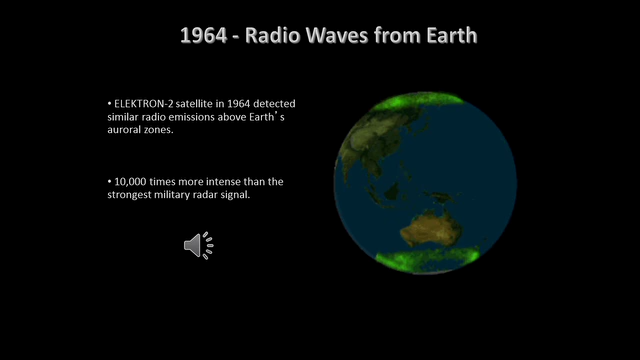 1964 - Radio Waves from Earth
• ELEKTRON-2 satellite in 1964 detected
similar radio emissions above Earth’s
auroral zones.
• 10,000 times more intense than the
strongest military radar signal.